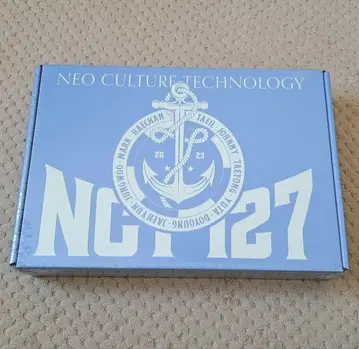 NEO CULTURE TECHNOLOGY
TAEIL·JOHNNY·TAEYONG·YUTA·DOYOUNG·JAEHYUN·JUNGWOO·MARK·HAECHAN
20 23
NCT 127